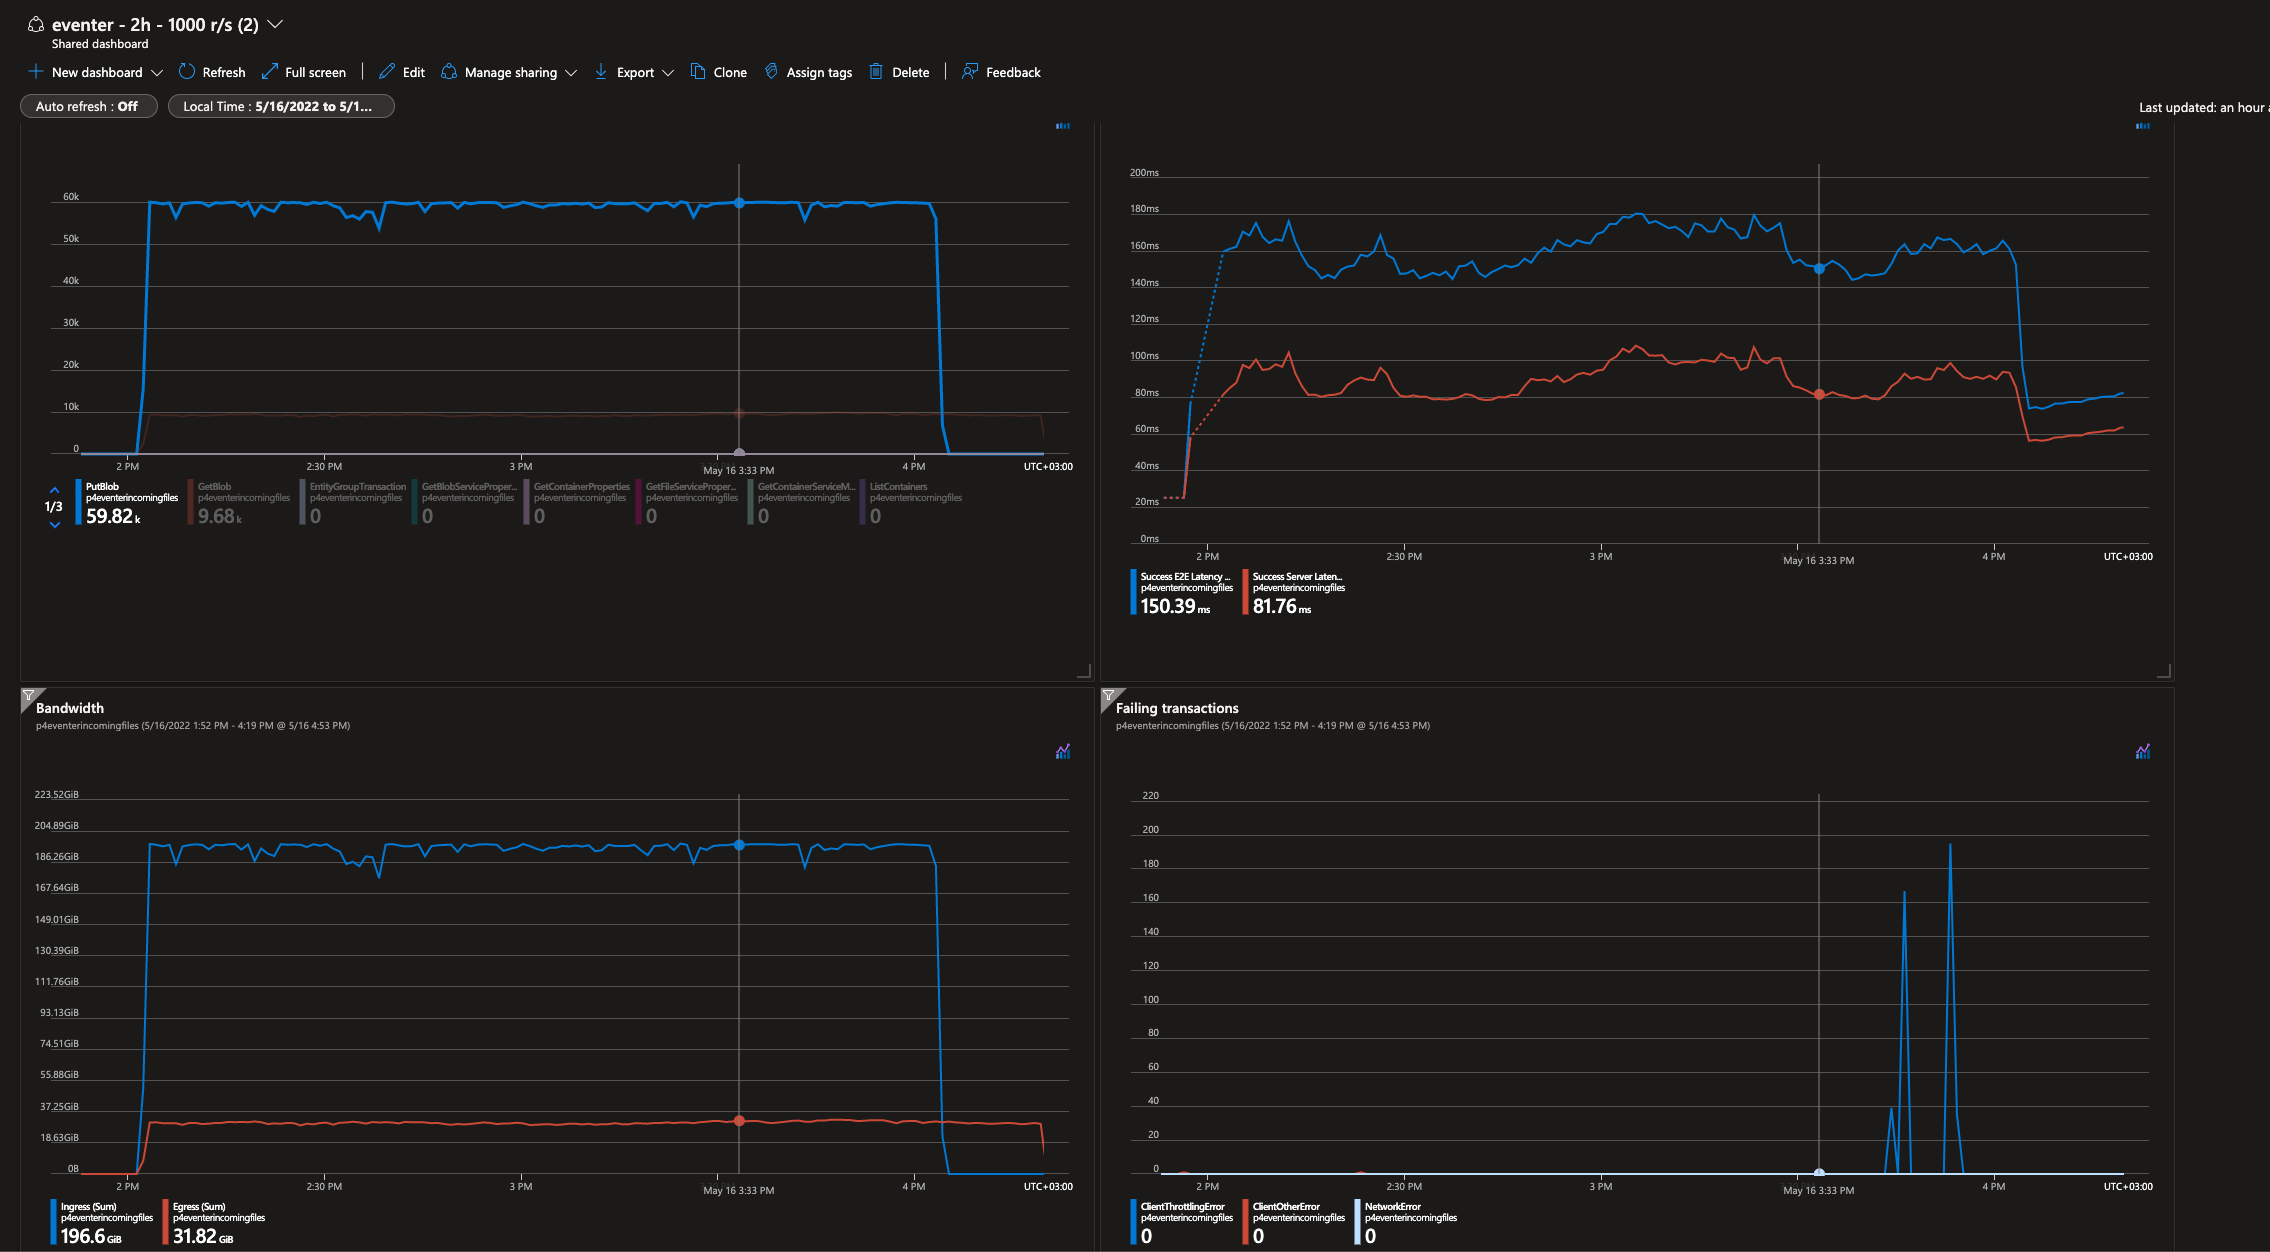 eventer - 2h - 1000 r/s (2)
Shared dashboard
New dashboard Refresh Full screen Edit Manage sharing Export Clone Assign tags Delete Feedback
Auto refresh : Off Local Time : 5/16/2022 to 5/1...
Last updated: an hour
60k
50k
40k
30k
20k
10k
0
2 PM 2:30 PM 3 PM May 16 3:33 PM 4 PM UTC+03:00
1/3
PutBlob
p4eventerincomingfiles
59.82 k
GetBlob
p4eventerincomingfiles
9.68 k
EntityGroupTransaction
p4eventerincomingfiles
0
GetBlobServiceProper...
p4eventerincomingfiles
0
GetContainerProperties
p4eventerincomingfiles
0
GetFileServiceProper...
p4eventerincomingfiles
0
GetContainerServiceM...
p4eventerincomingfiles
0
ListContainers
p4eventerincomingfiles
0
200ms
180ms
160ms
140ms
120ms
100ms
80ms
60ms
40ms
20ms
0ms
2 PM 2:30 PM 3 PM May 16 3:33 PM 4 PM UTC+03:00
Success E2E Latency ...
p4eventerincomingfiles
150.39 ms
Success Server Laten...
p4eventerincomingfiles
81.76 ms
Bandwidth
p4eventerincomingfiles (5/16/2022 1:52 PM - 4:19 PM @ 5/16 4:53 PM)
223.52GiB
204.89GiB
186.26GiB
167.64GiB
149.01GiB
130.39GiB
111.76GiB
93.13GiB
74.51GiB
55.88GiB
37.25GiB
18.63GiB
0B
2 PM 2:30 PM 3 PM May 16 3:33 PM 4 PM UTC+03:00
Ingress (Sum)
p4eventerincomingfiles
196.6 GiB
Egress (Sum)
p4eventerincomingfiles
31.82 GiB
Failing transactions
p4eventerincomingfiles (5/16/2022 1:52 PM - 4:19 PM @ 5/16 4:53 PM)
220
200
180
160
140
120
100
80
60
40
20
0
2 PM 2:30 PM 3 PM May 16 3:33 PM 4 PM UTC+03:00
ClientThrottlingError
p4eventerincomingfiles
0
ClientOtherError
p4eventerincomingfiles
0
NetworkError
p4eventerincomingfiles
0